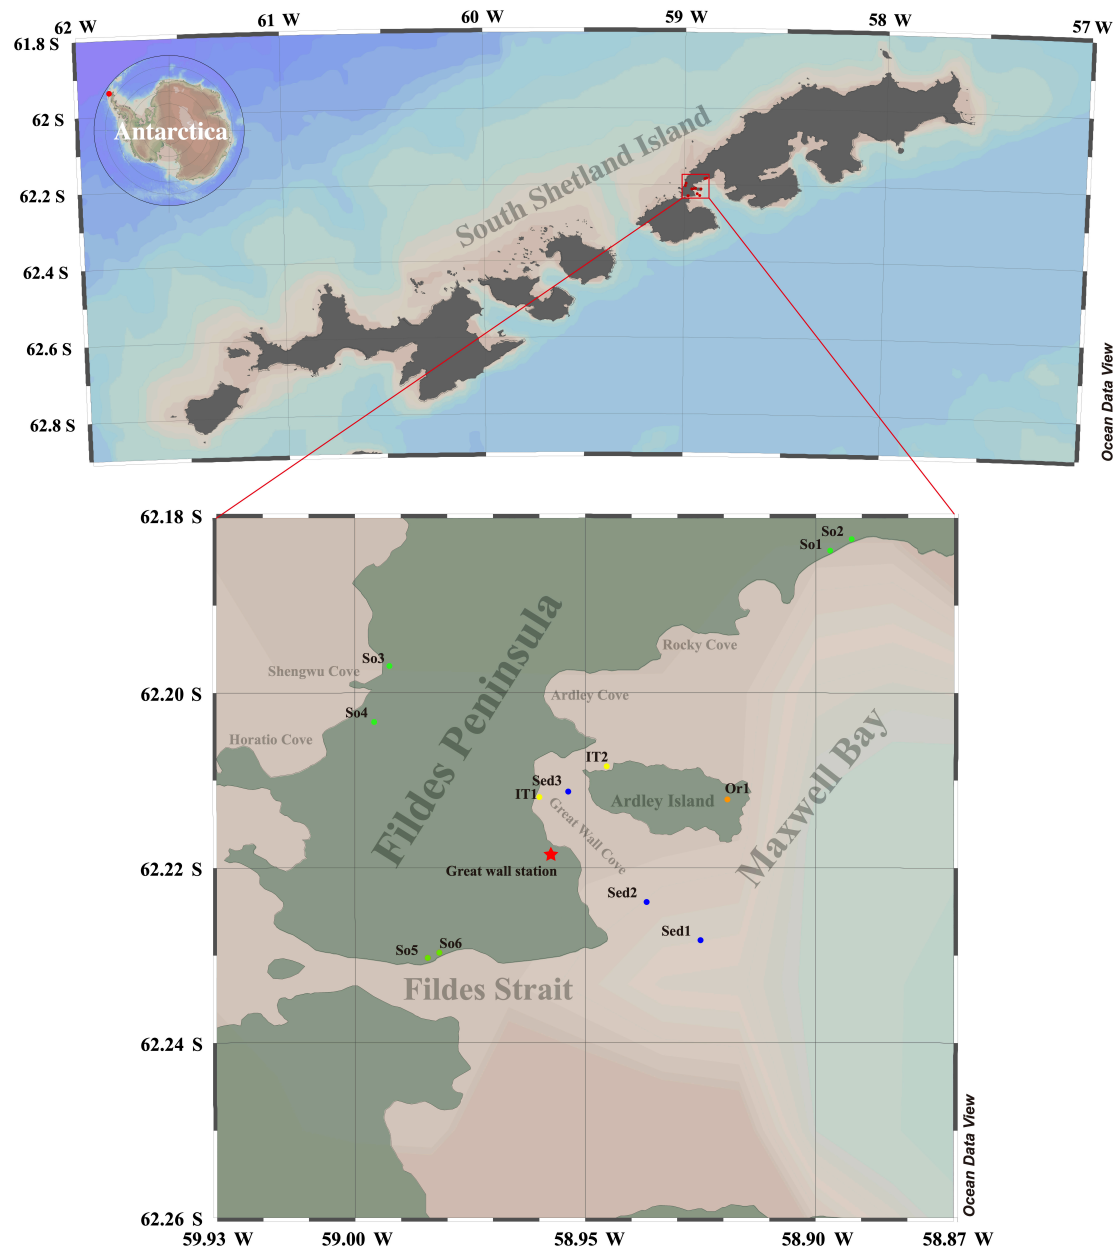 62 W
61 W
60 W
59 W
58 W
57 W
61.8 S
62 S
62.2 S
62.4 S
62.6 S
62.8 S
Antarctica
South Shetland Island
Ocean Data View
62.18 S
62.20 S
62.22 S
62.24 S
62.26 S
So2
So1
Rocky Cove
So3
Shengwu Cove
Ardley Cove
So4
Horatio Cove
Fildes Peninsula
IT2
Sed3
IT1
Or1
Ardley Island
Great Wall Cove
Maxwell Bay
Great wall station
Sed2
Sed1
So6
So5
Fildes Strait
Ocean Data View
59.93 W
59.00 W
58.95 W
58.90 W
58.87 W